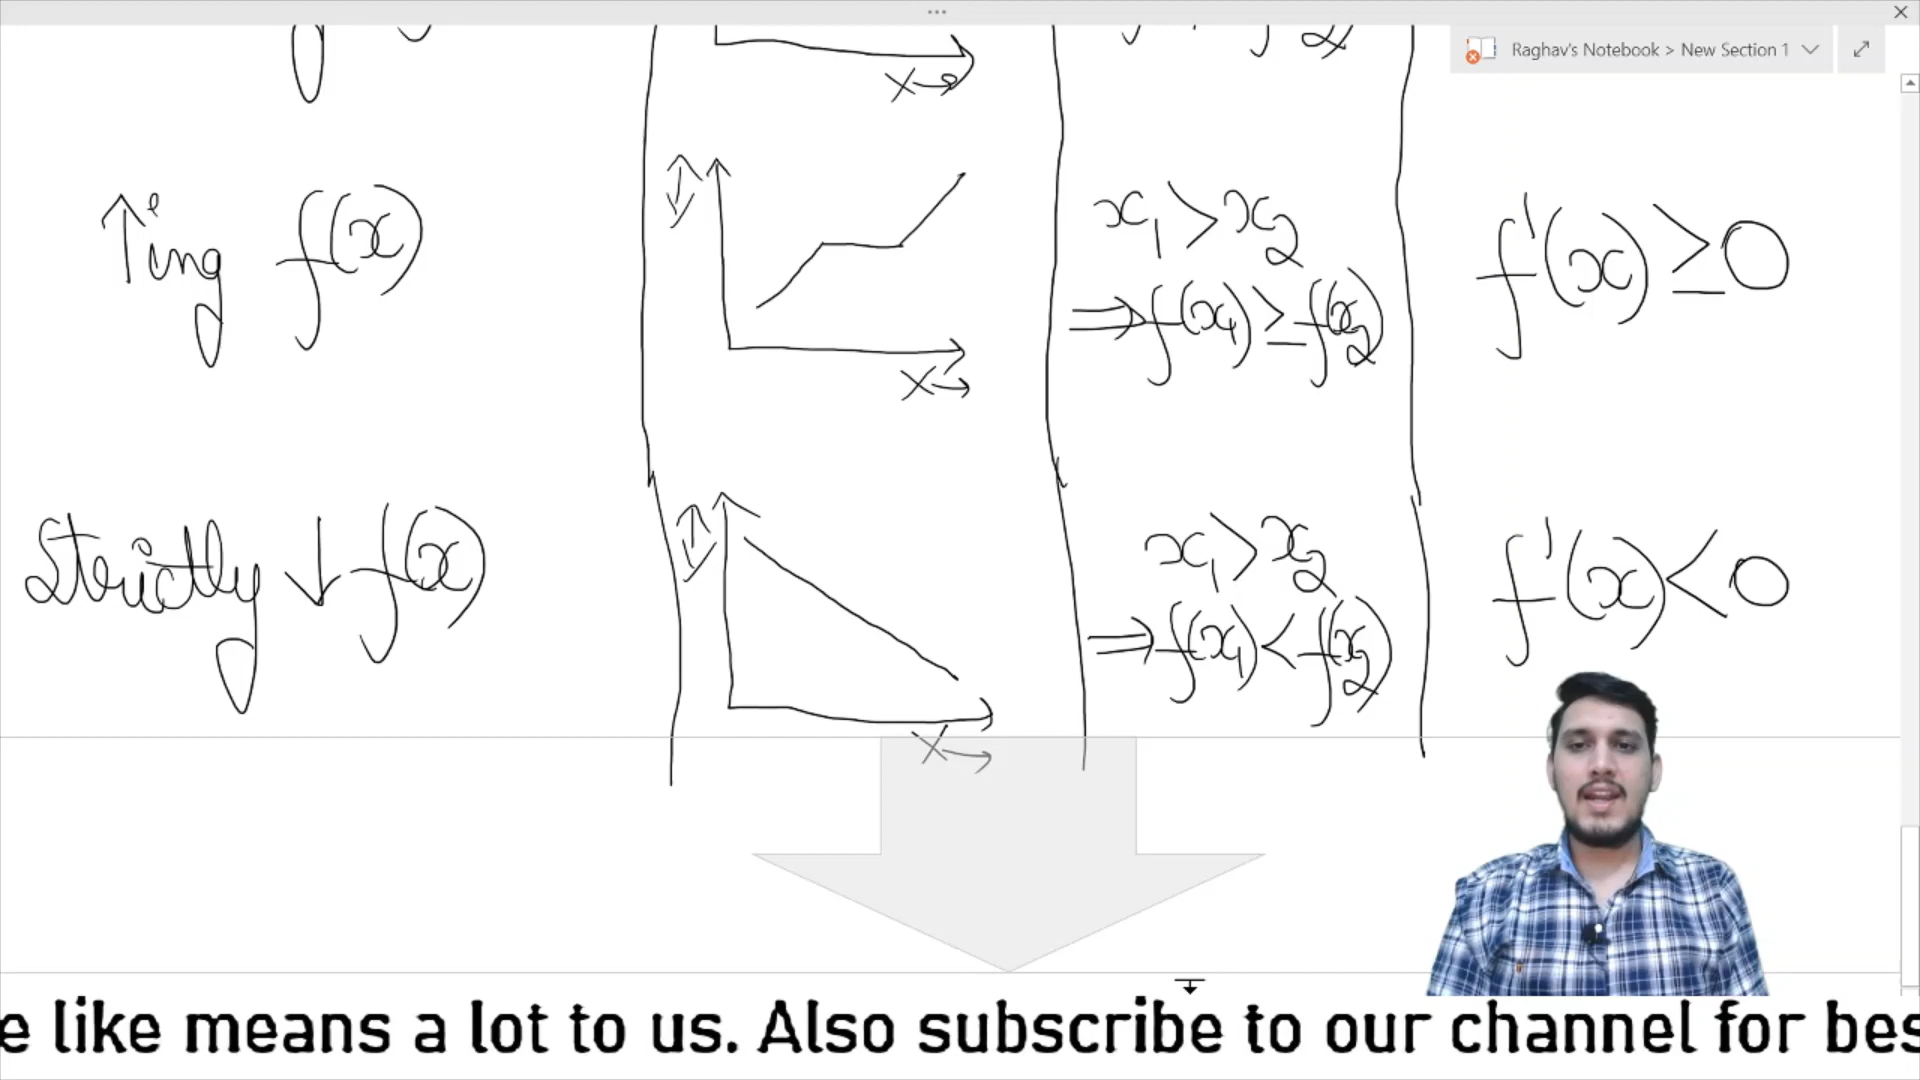 Raghav's Notebook > New Section 1
X→
↑ing f(x)
x₁ > x₂
⇒ f(x₁) ≥ f(x₂)
f'(x) ≥ 0
X→
Strictly ↓ f(x)
x₁ > x₂
⇒ f(x₁) < f(x₂)
f'(x) < 0
X→
e like means a lot to us. Also subscribe to our channel for bes